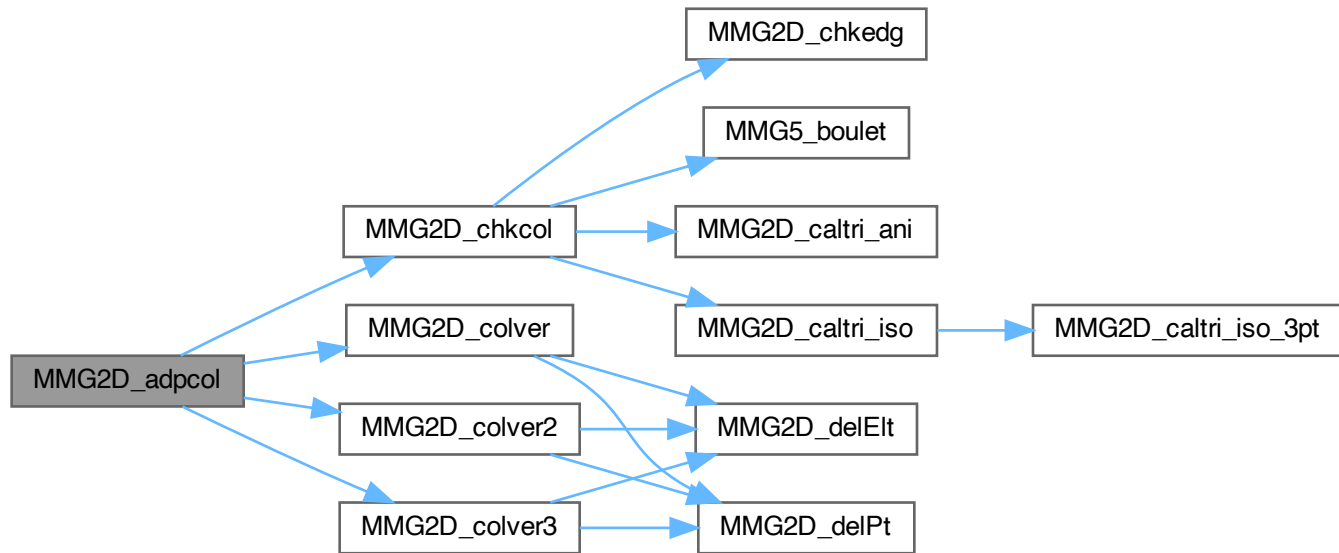 MMG2D_chkedg
MMG5_boulet
MMG2D_chkcol
MMG2D_caltri_ani
MMG2D_colver
MMG2D_caltri_iso
MMG2D_caltri_iso_3pt
MMG2D_adpcol
MMG2D_colver2
MMG2D_delElt
MMG2D_colver3
MMG2D_delPt